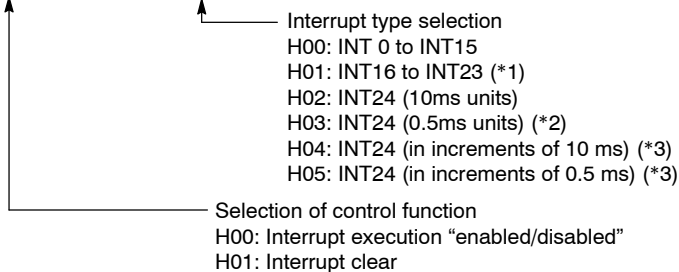 Interrupt type selection
H00: INT 0 to INT15
H01: INT16 to INT23 (*1)
H02: INT24 (10ms units)
H03: INT24 (0.5ms units) (*2)
H04: INT24 (in increments of 10 ms) (*3)
H05: INT24 (in increments of 0.5 ms) (*3)
Selection of control function
H00: Interrupt execution “enabled/disabled”
H01: Interrupt clear